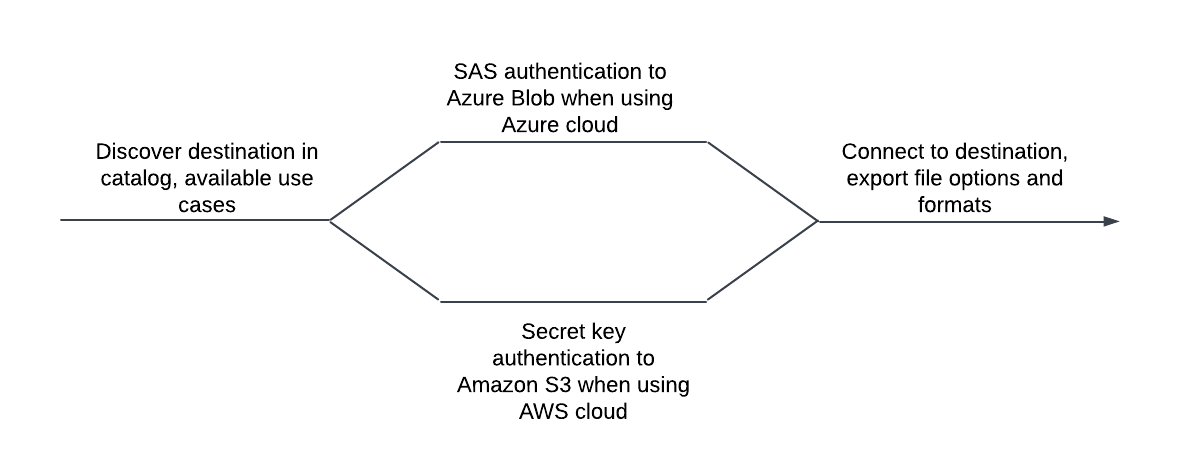 Discover destination in
catalog, available use
cases
SAS authentication to
Azure Blob when using
Azure cloud
Secret key
authentication to
Amazon S3 when using
AWS cloud
Connect to destination,
export file options and
formats